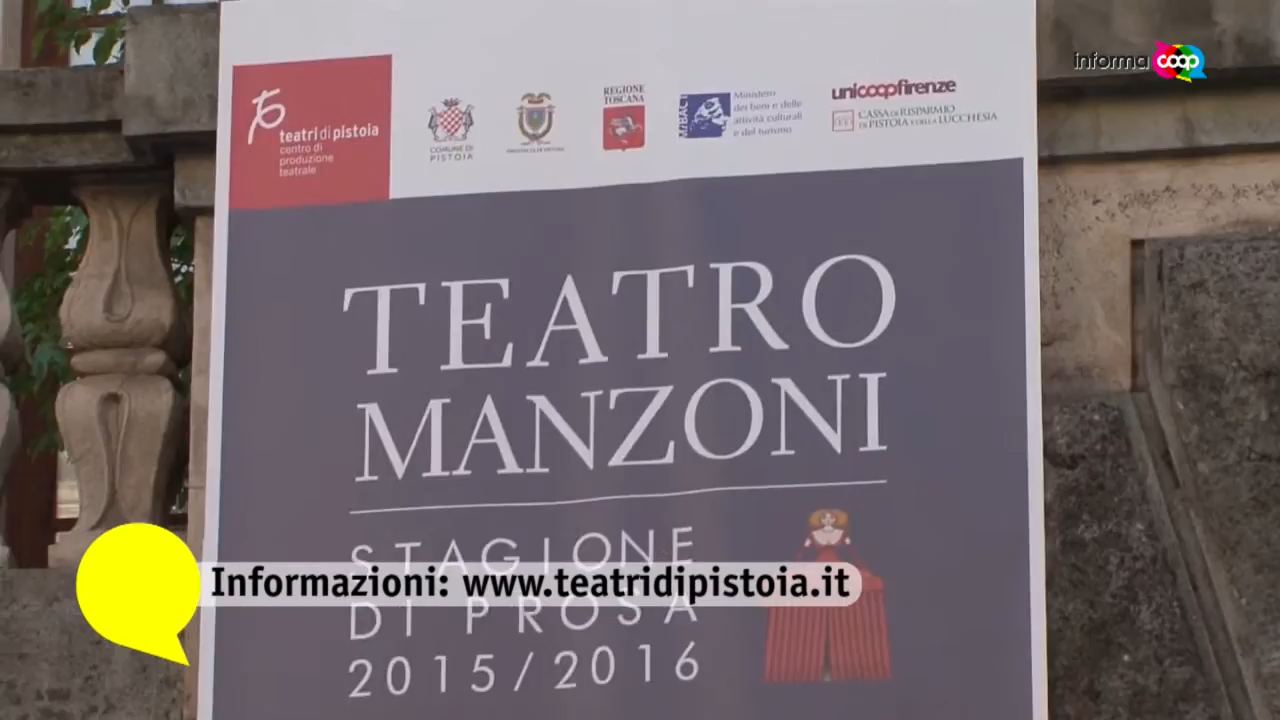 informa coop
teatri di pistoia
centro di
produzione
teatrale
COMUNE DI
PISTOIA
REGIONE
TOSCANA
MiBACT
Ministero
dei beni e delle
attività culturali
e del turismo
unicoopfirenze
CASSA DI RISPARMIO
DI PISTOIA E DELLA LUCCHESIA
TEATRO
MANZONI
STAGIONE
Informazioni: www.teatridipistoia.it
DI PROSA
2015/2016